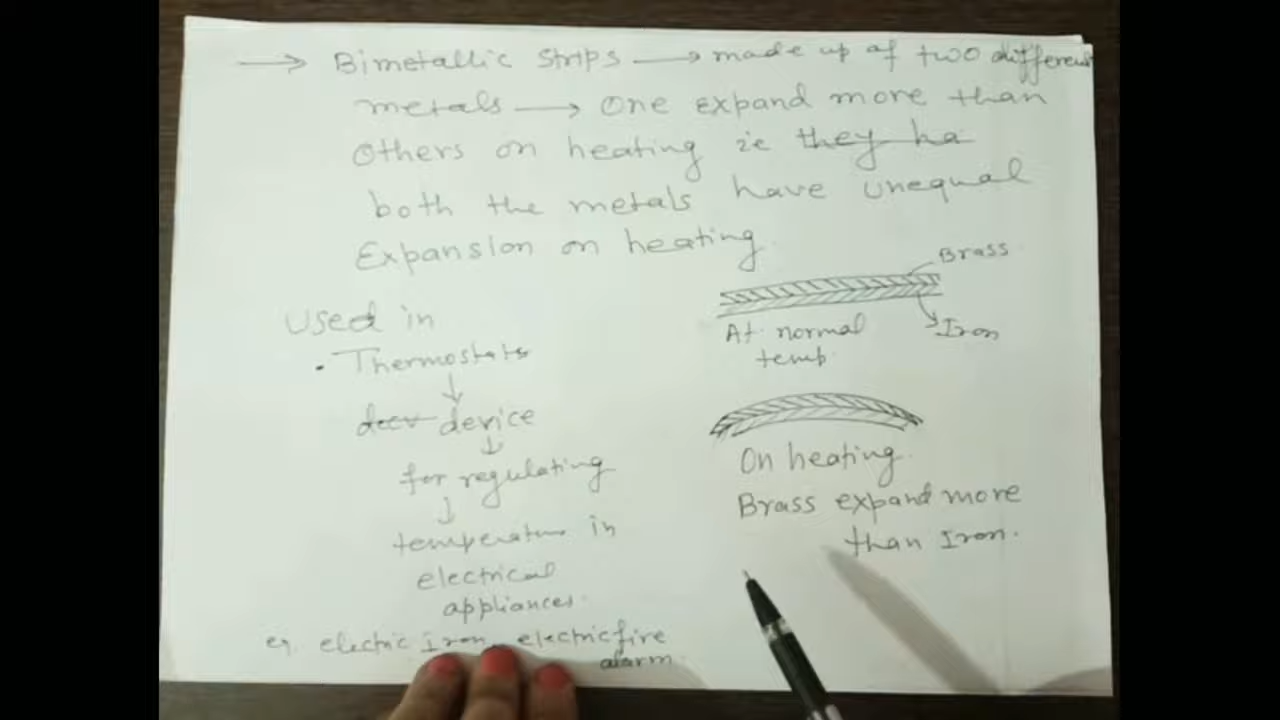 → Bimetallic Strips → made up of two different
metals → One expand more than
Others on heating ie they ha
both the metals have unequal
Expansion on heating.
Brass
Iron
At normal
temp.
On heating.
Brass expand more
than Iron.
Used in
• Thermostats
↓
device
↓
for regulating
↓
temperature in
electrical
appliances.
eg. electric Iron, electric fire
alarm